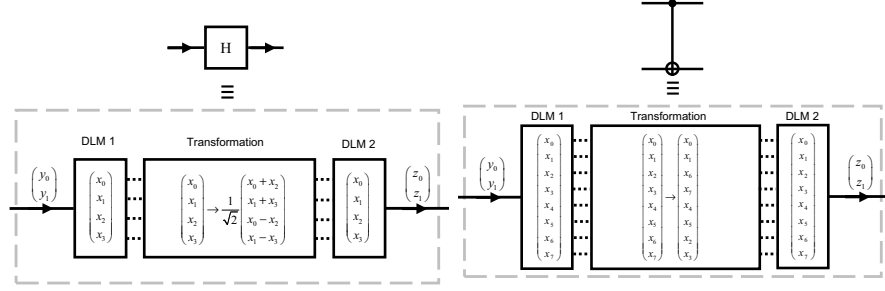 H
≡
DLM 1
Transformation
DLM 2
(y₀
y₁)
(x₀
x₁
x₂
x₃)
(x₀
x₁
x₂
x₃) → 1/√2 (x₀ + x₂
x₁ + x₃
x₀ − x₂
x₁ − x₃)
(x₀
x₁
x₂
x₃)
(z₀
z₁)
≡
DLM 1
Transformation
DLM 2
(y₀
y₁)
(x₀
x₁
x₂
x₃
x₄
x₅
x₆
x₇)
(x₀
x₁
x₂
x₃
x₄
x₅
x₆
x₇) → (x₀
x₁
x₆
x₇
x₄
x₅
x₂
x₃)
(x₀
x₁
x₂
x₃
x₄
x₅
x₆
x₇)
(z₀
z₁)